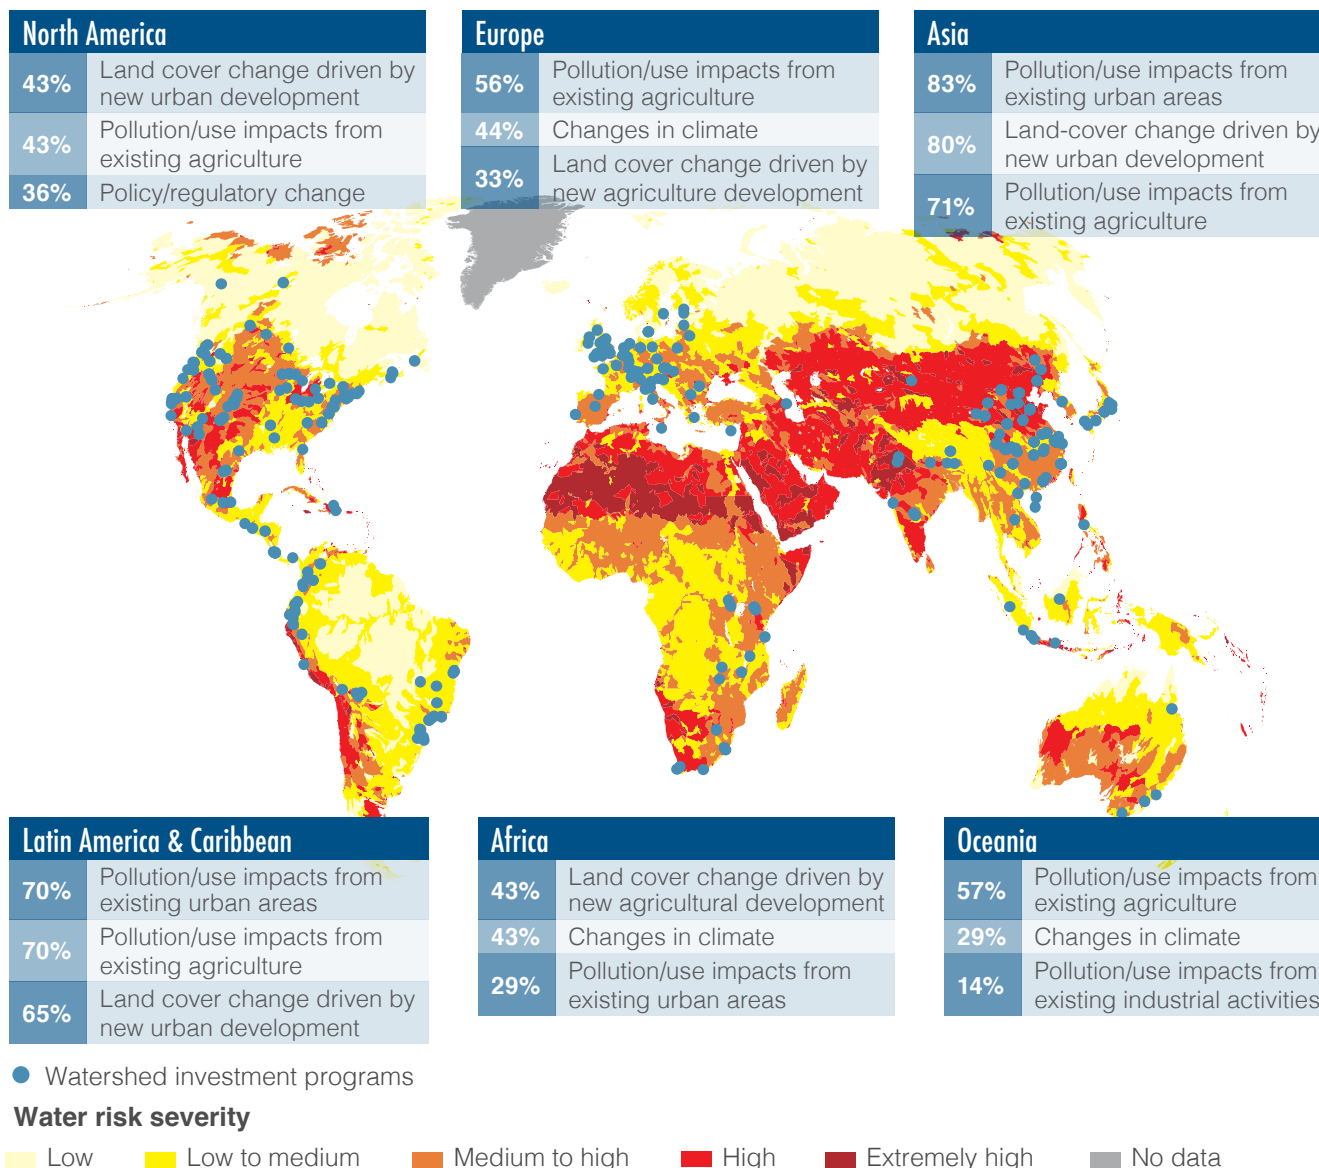 North America
43% Land cover change driven by
new urban development
43% Pollution/use impacts from
existing agriculture
36% Policy/regulatory change
Europe
56% Pollution/use impacts from
existing agriculture
44% Changes in climate
33% Land cover change driven by
new agriculture development
Asia
83% Pollution/use impacts from
existing urban areas
80% Land-cover change driven by
new urban development
71% Pollution/use impacts from
existing agriculture
Latin America & Caribbean
70% Pollution/use impacts from
existing urban areas
70% Pollution/use impacts from
existing agriculture
65% Land cover change driven by
new urban development
Africa
43% Land cover change driven by
new agricultural development
43% Changes in climate
29% Pollution/use impacts from
existing urban areas
Oceania
57% Pollution/use impacts from
existing agriculture
29% Changes in climate
14% Pollution/use impacts from
existing industrial activities
Watershed investment programs
Water risk severity
Low Low to medium Medium to high High Extremely high No data